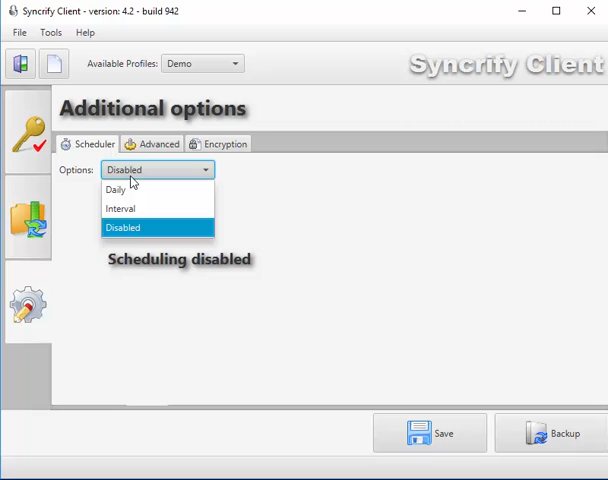 Syncrify Client - version: 4.2 - build 942
File Tools Help
Available Profiles: Demo
Syncrify Client
Additional options
Scheduler Advanced Encryption
Options: Disabled
Daily
Interval
Disabled
Scheduling disabled
Save Backup